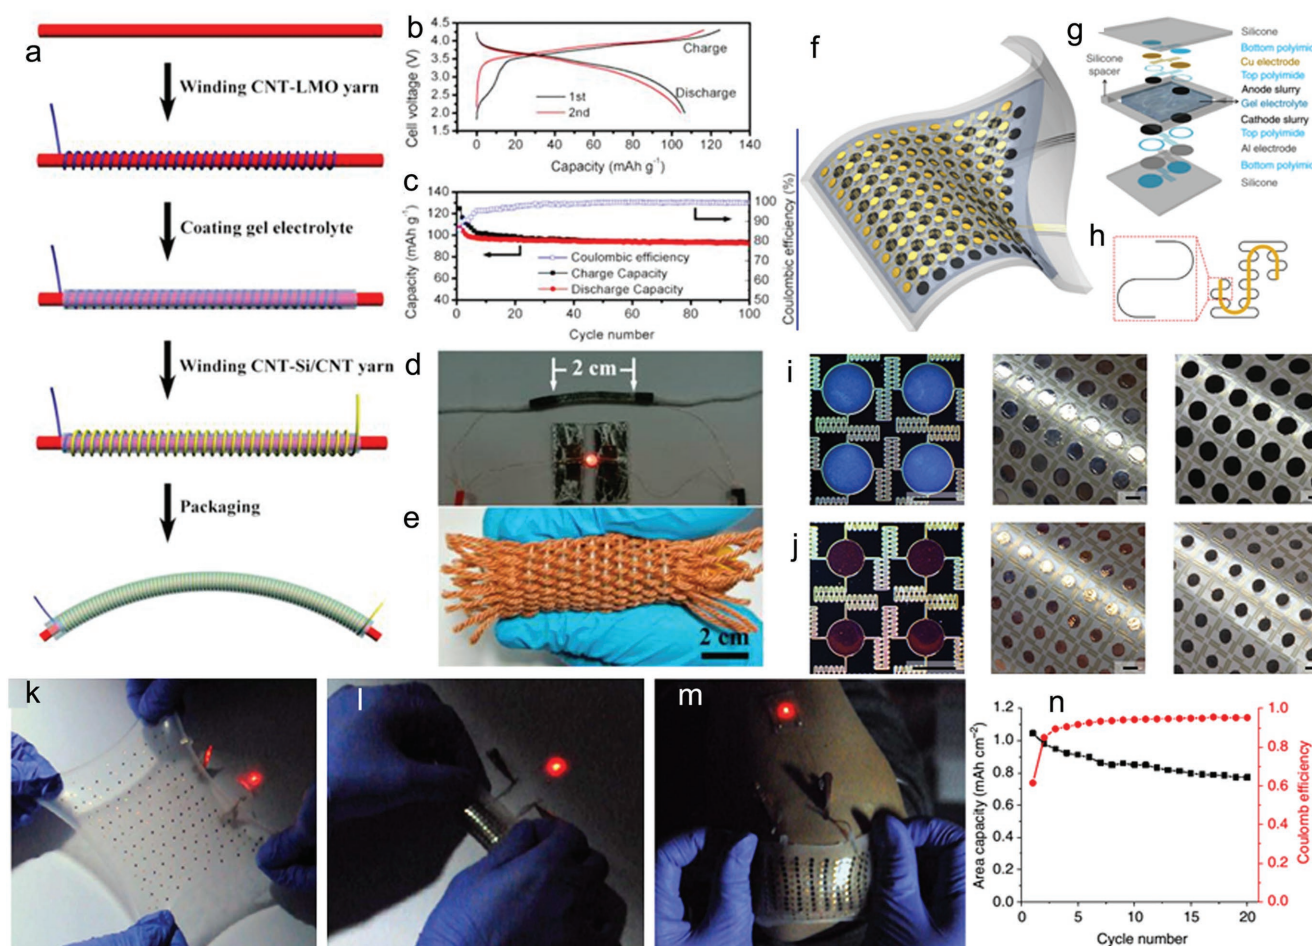 a
Winding CNT-LMO yarn
Coating gel electrolyte
Winding CNT-Si/CNT yarn
Packaging
b
4.5
4.0
3.5
3.0
2.5
2.0
1.5
Cell voltage (V)
Charge
Discharge
1st
2nd
0 20 40 60 80 100 120 140
Capacity (mAh g⁻¹)
c
140
120
100
80
60
40
Capacity (mAh g⁻¹)
Coulombic efficiency
Charge Capacity
Discharge Capacity
100
90
80
70
60
50
Coulombic efficiency (%)
0 20 40 60 80 100
Cycle number
d
2 cm
e
2 cm
f
g
Silicone
Bottom polyimid
Cu electrode
Top polyimide
Anode slurry
Gel electrolyte
Cathode slurry
Top polyimide
Al electrode
Bottom polyimid
Silicone
Silicone
spacer
h
i
j
k
l
m
n
1.2
1.0
0.8
0.6
0.4
0.2
0.0
Area capacity (mAh cm⁻²)
1.0
0.8
0.6
0.4
0.2
0.0
Coulomb efficiency
0 5 10 15 20
Cycle number